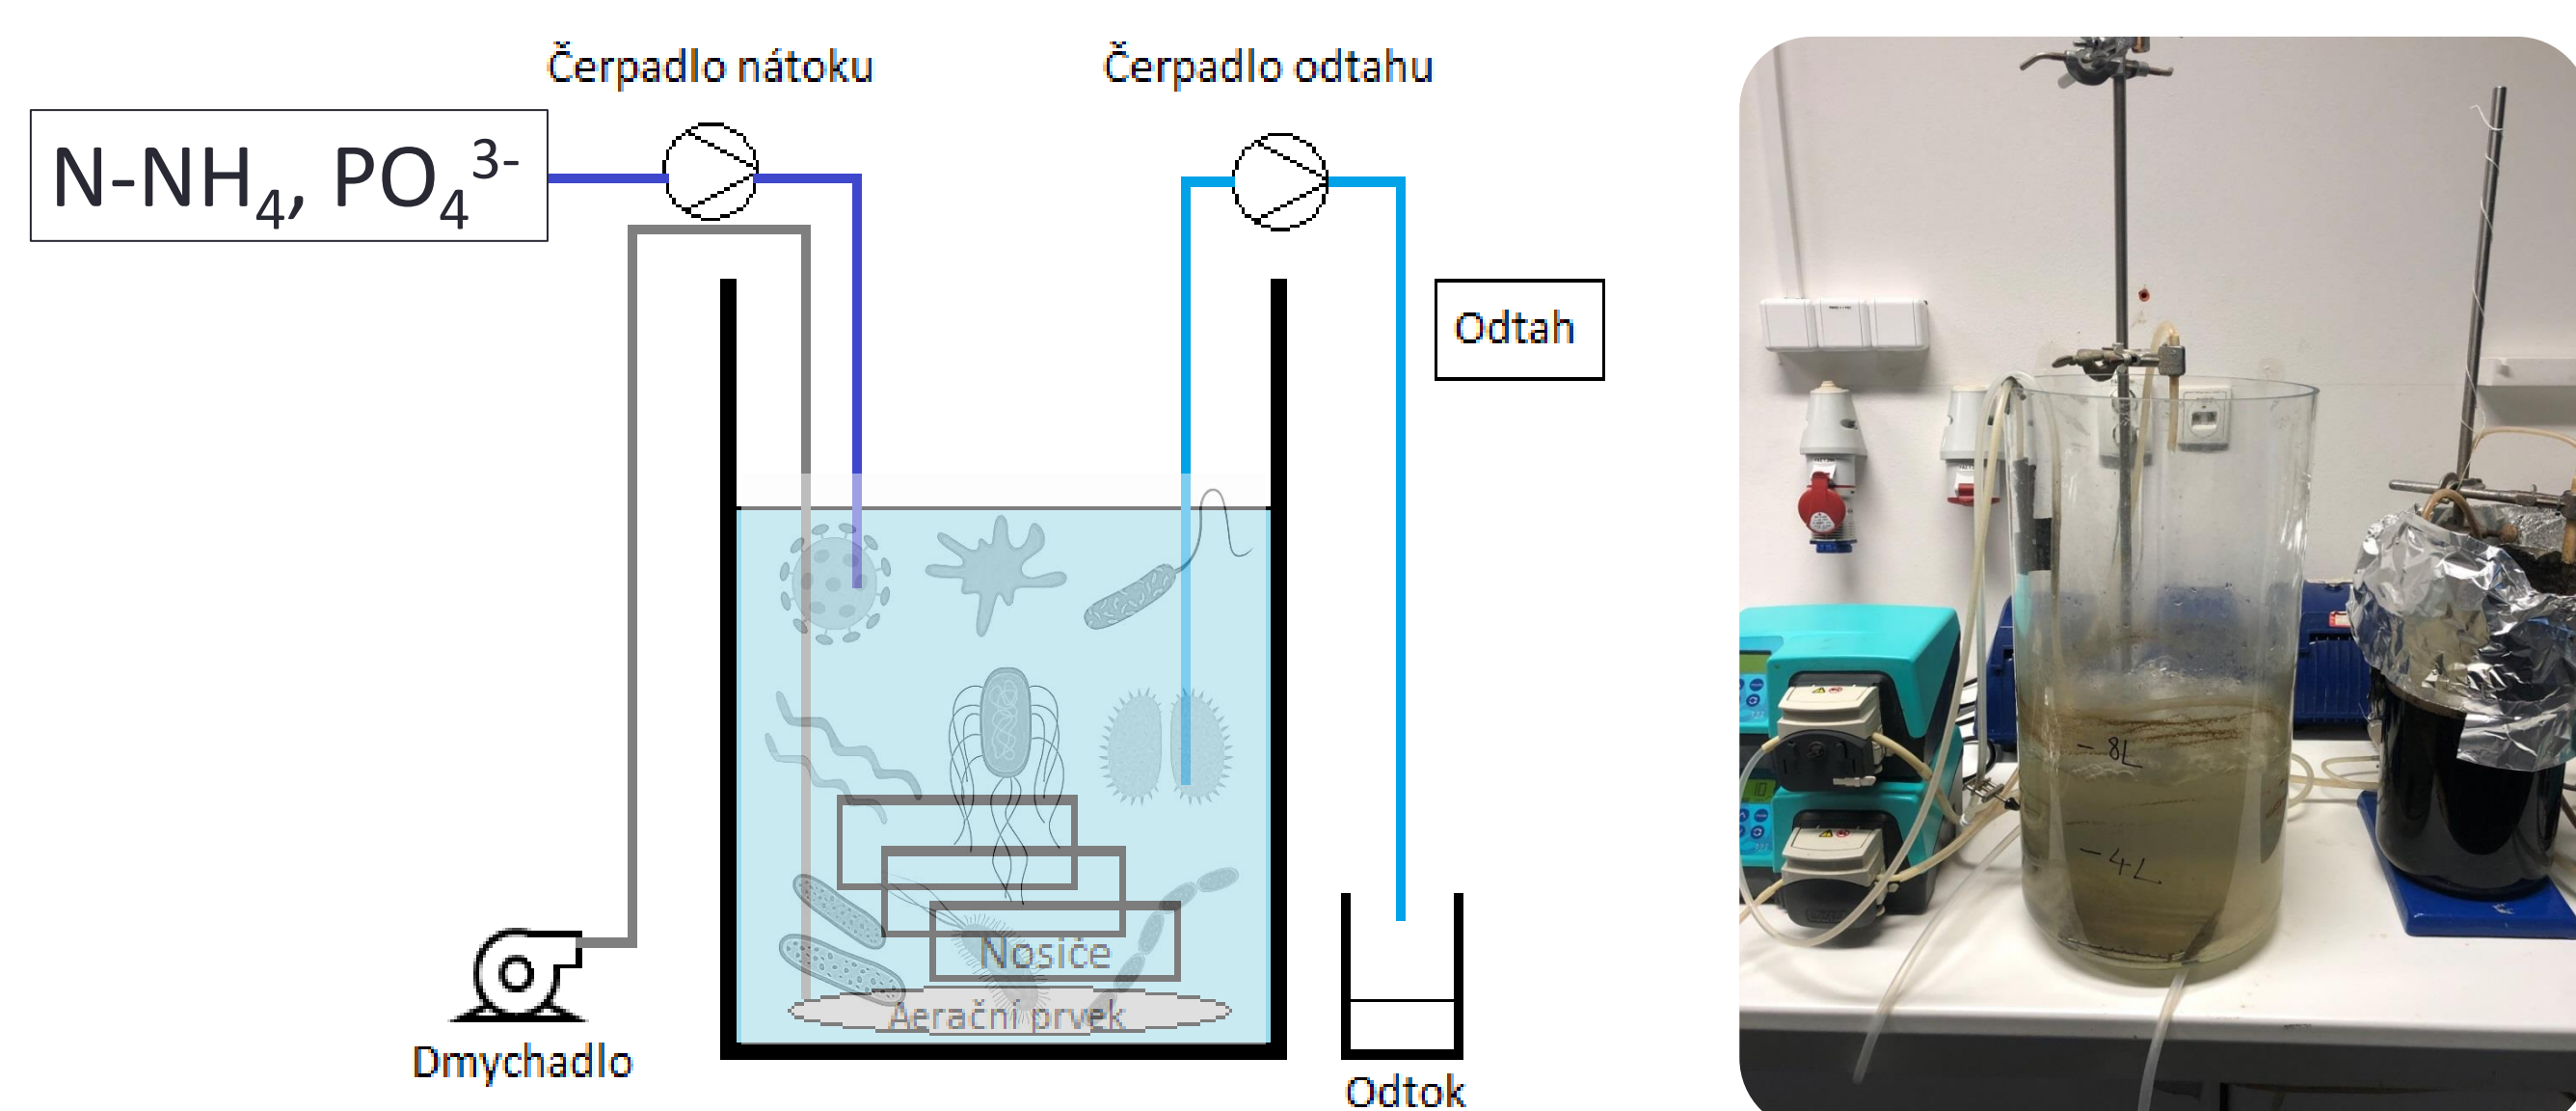 Čerpadlo nátoku
Čerpadlo odtahu
N-NH₄, PO₄³⁻
Odtah
Nosiče
Aerační prvek
Dmychadlo
Odtok
- 8L
- 4L